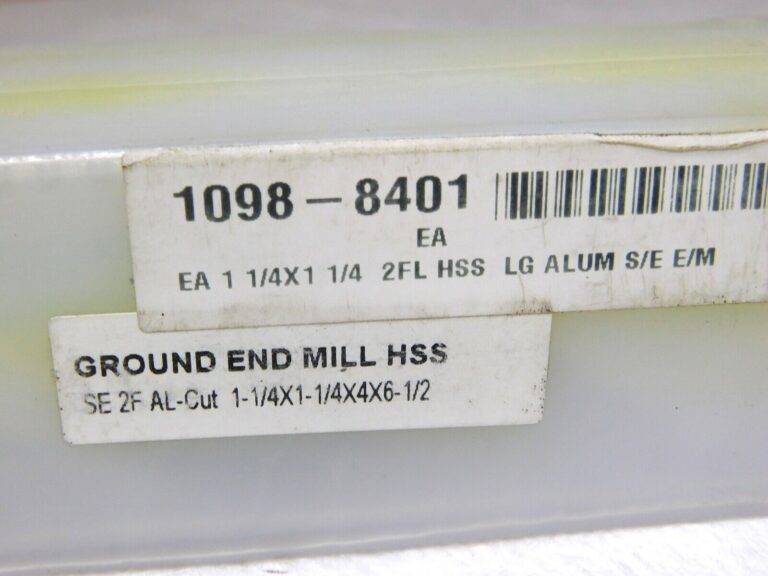 1098-8401
EA
EA 1 1/4X1 1/4 2FL HSS LG ALUM S/E E/M
GROUND END MILL HSS
SE 2F AL-Cut 1-1/4X1-1/4X4X6-1/2